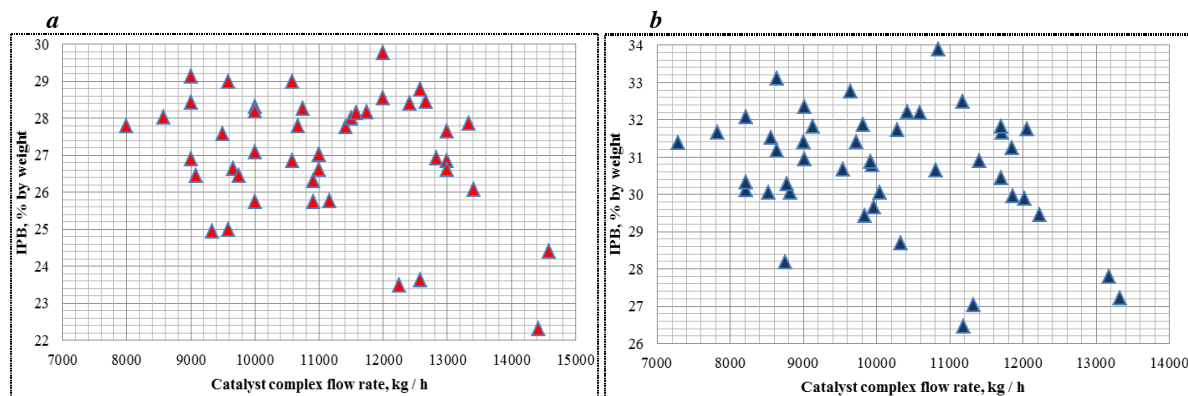 a
30
29
28
27
26
25
24
23
22
IPB, % by weight
7000 8000 9000 10000 11000 12000 13000 14000 15000
Catalyst complex flow rate, kg / h
b
34
33
32
31
30
29
28
27
26
IPB, % by weight
7000 8000 9000 10000 11000 12000 13000 14000
Catalyst complex flow rate, kg / h